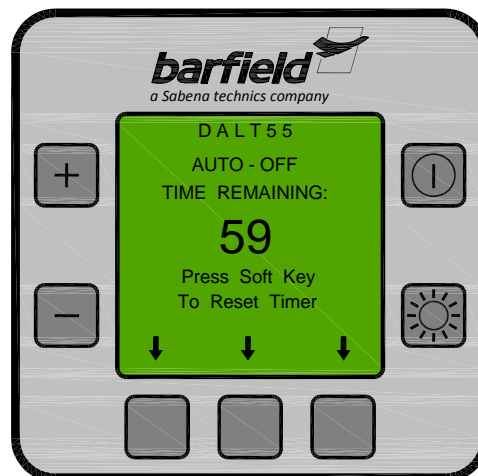 barfield
a Sabena technics company
DALT55
AUTO - OFF
TIME REMAINING:
59
Press Soft Key
To Reset Timer